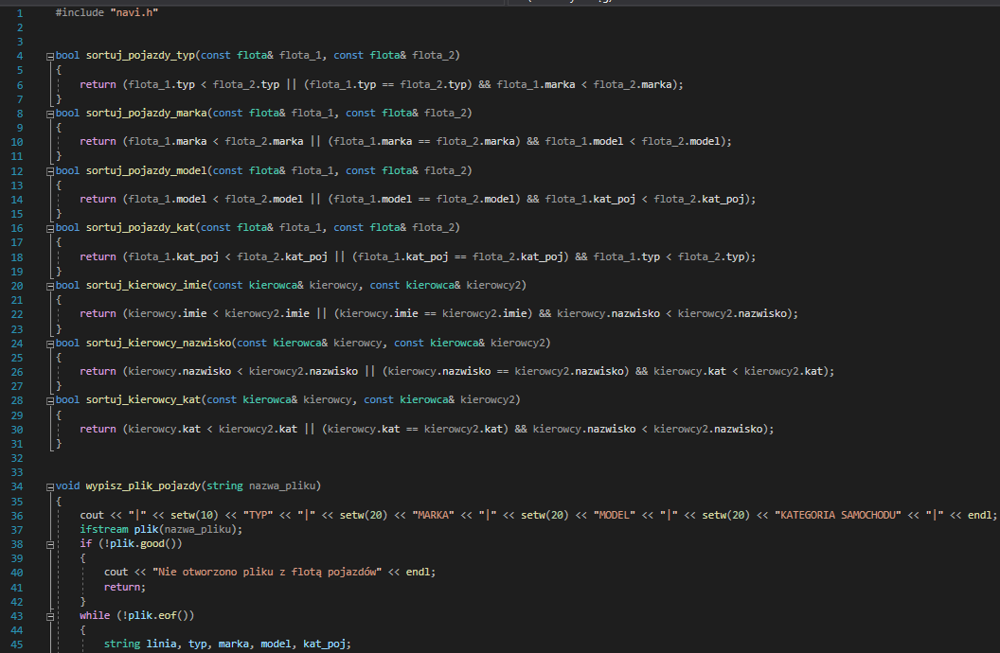 1 #include "navi.h"
2
3
4 bool sortuj_pojazdy_typ(const flota& flota_1, const flota& flota_2)
5 {
6 return (flota_1.typ < flota_2.typ || (flota_1.typ == flota_2.typ) && flota_1.marka < flota_2.marka);
7 }
8 bool sortuj_pojazdy_marka(const flota& flota_1, const flota& flota_2)
9 {
10 return (flota_1.marka < flota_2.marka || (flota_1.marka == flota_2.marka) && flota_1.model < flota_2.model);
11 }
12 bool sortuj_pojazdy_model(const flota& flota_1, const flota& flota_2)
13 {
14 return (flota_1.model < flota_2.model || (flota_1.model == flota_2.model) && flota_1.kat_poj < flota_2.kat_poj);
15 }
16 bool sortuj_pojazdy_kat(const flota& flota_1, const flota& flota_2)
17 {
18 return (flota_1.kat_poj < flota_2.kat_poj || (flota_1.kat_poj == flota_2.kat_poj) && flota_1.typ < flota_2.typ);
19 }
20 bool sortuj_kierowcy_imie(const kierowca& kierowcy, const kierowca& kierowcy2)
21 {
22 return (kierowcy.imie < kierowcy2.imie || (kierowcy.imie == kierowcy2.imie) && kierowcy.nazwisko < kierowcy2.nazwisko);
23 }
24 bool sortuj_kierowcy_nazwisko(const kierowca& kierowcy, const kierowca& kierowcy2)
25 {
26 return (kierowcy.nazwisko < kierowcy2.nazwisko || (kierowcy.nazwisko == kierowcy2.nazwisko) && kierowcy.kat < kierowcy2.kat);
27 }
28 bool sortuj_kierowcy_kat(const kierowca& kierowcy, const kierowca& kierowcy2)
29 {
30 return (kierowcy.kat < kierowcy2.kat || (kierowcy.kat == kierowcy2.kat) && kierowcy.nazwisko < kierowcy2.nazwisko);
31 }
32
33
34 void wypisz_plik_pojazdy(string nazwa_pliku)
35 {
36 cout << "|" << setw(10) << "TYP" << "|" << setw(20) << "MARKA" << "|" << setw(20) << "MODEL" << "|" << setw(20) << "KATEGORIA SAMOCHODU" << "|" << endl;
37 ifstream plik(nazwa_pliku);
38 if (!plik.good())
39 {
40 cout << "Nie otworzono pliku z flotą pojazdów" << endl;
41 return;
42 }
43 while (!plik.eof())
44 {
45 string linia, typ, marka, model, kat_poj;